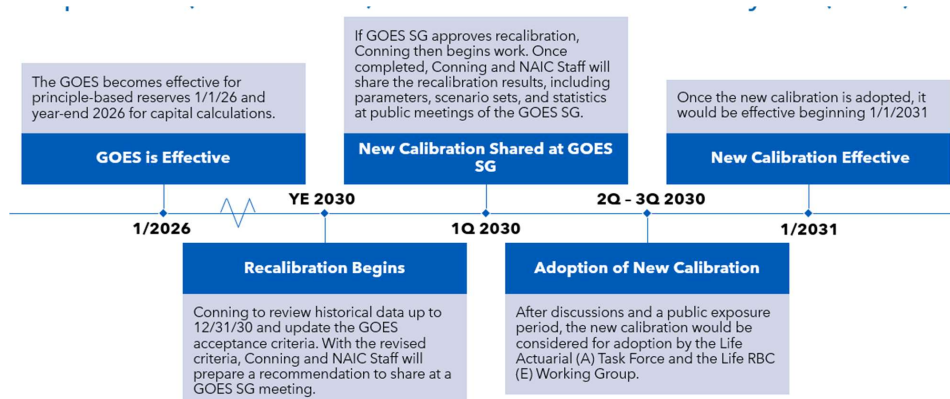 If GOES SG approves recalibration,
Conning then begins work. Once
completed, Conning and NAIC Staff will
share the recalibration results, including
parameters, scenario sets, and statistics
at public meetings of the GOES SG.
The GOES becomes effective for
principle-based reserves 1/1/26 and
year-end 2026 for capital calculations.
Once the new calibration is adopted, it
would be effective beginning 1/1/2031
GOES is Effective
New Calibration Shared at GOES
SG
New Calibration Effective
YE 2030
2Q – 3Q 2030
1/2026
1Q 2030
1/2031
Recalibration Begins
Adoption of New Calibration
Conning to review historical data up to
12/31/30 and update the GOES
acceptance criteria. With the revised
criteria, Conning and NAIC Staff will
prepare a recommendation to share at a
GOES SG meeting.
After discussions and a public exposure
period, the new calibration would be
considered for adoption by the Life
Actuarial (A) Task Force and the Life RBC
(E) Working Group.